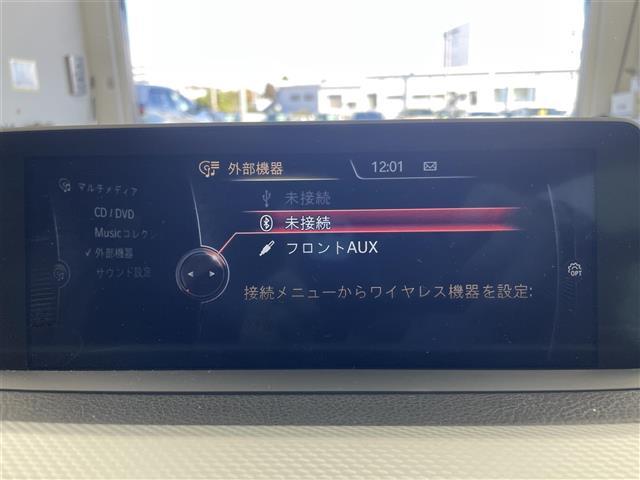 外部機器
12:01
マルチメディア
CD / DVD
Musicコレクシ
✓ 外部機器
サウンド設定
未接続
未接続
フロントAUX
接続メニューからワイヤレス機器を設定:
OPT